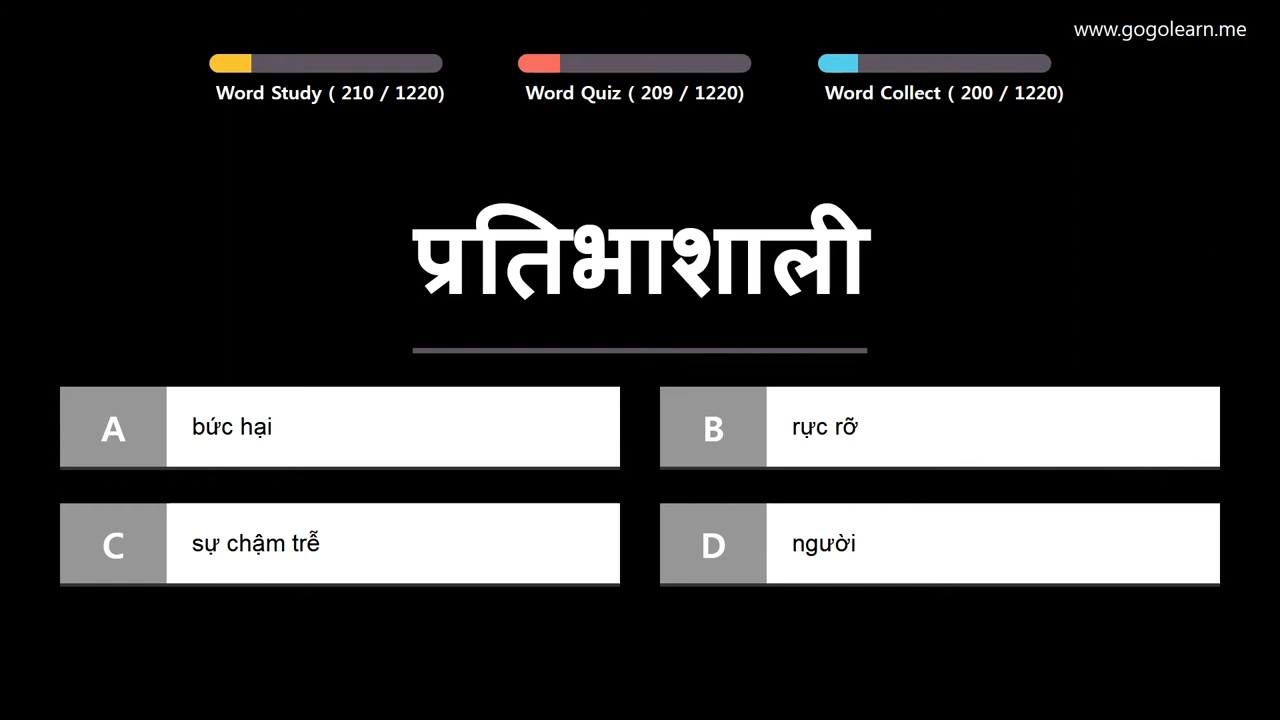 www.gogolearn.me
Word Study ( 210 / 1220)
Word Quiz ( 209 / 1220)
Word Collect ( 200 / 1220)
प्रतिभाशाली
A
bức hại
B
rực rỡ
C
sự chậm trễ
D
người